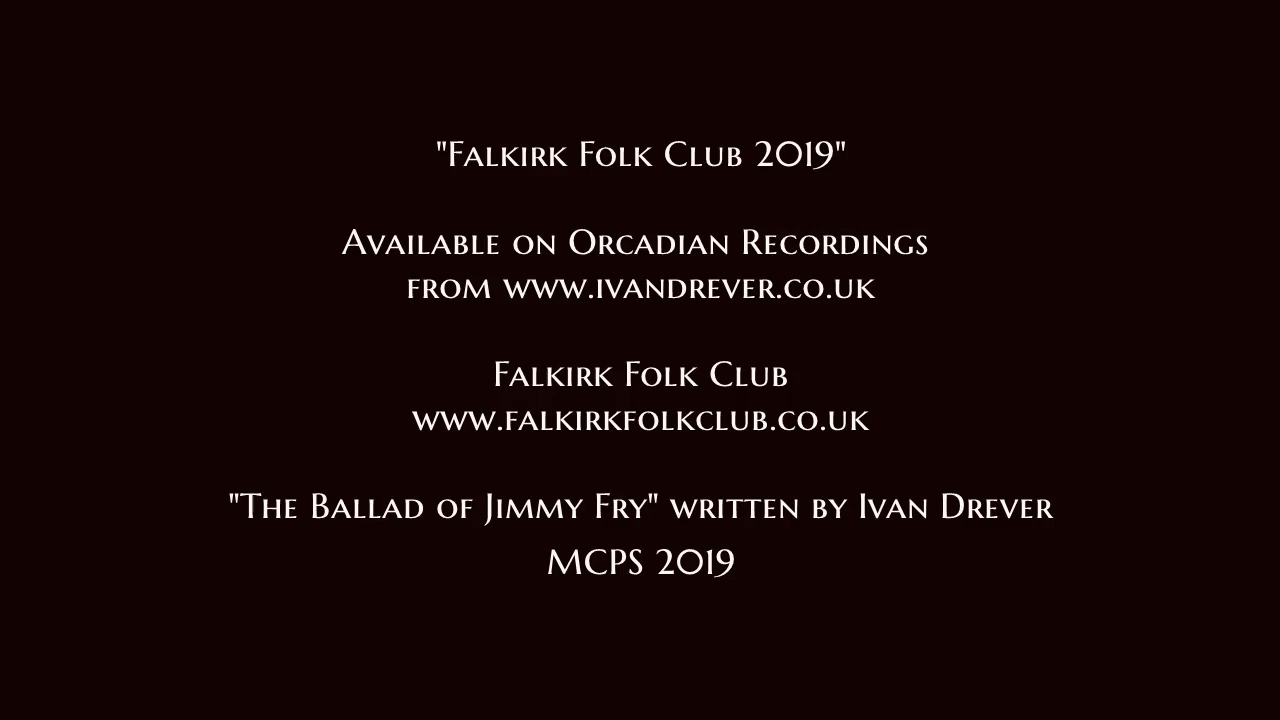 "Falkirk Folk Club 2019"
Available on Orcadian Recordings
from www.ivandrever.co.uk
Falkirk Folk Club
www.falkirkfolkclub.co.uk
"The Ballad of Jimmy Fry" written by Ivan Drever
MCPS 2019